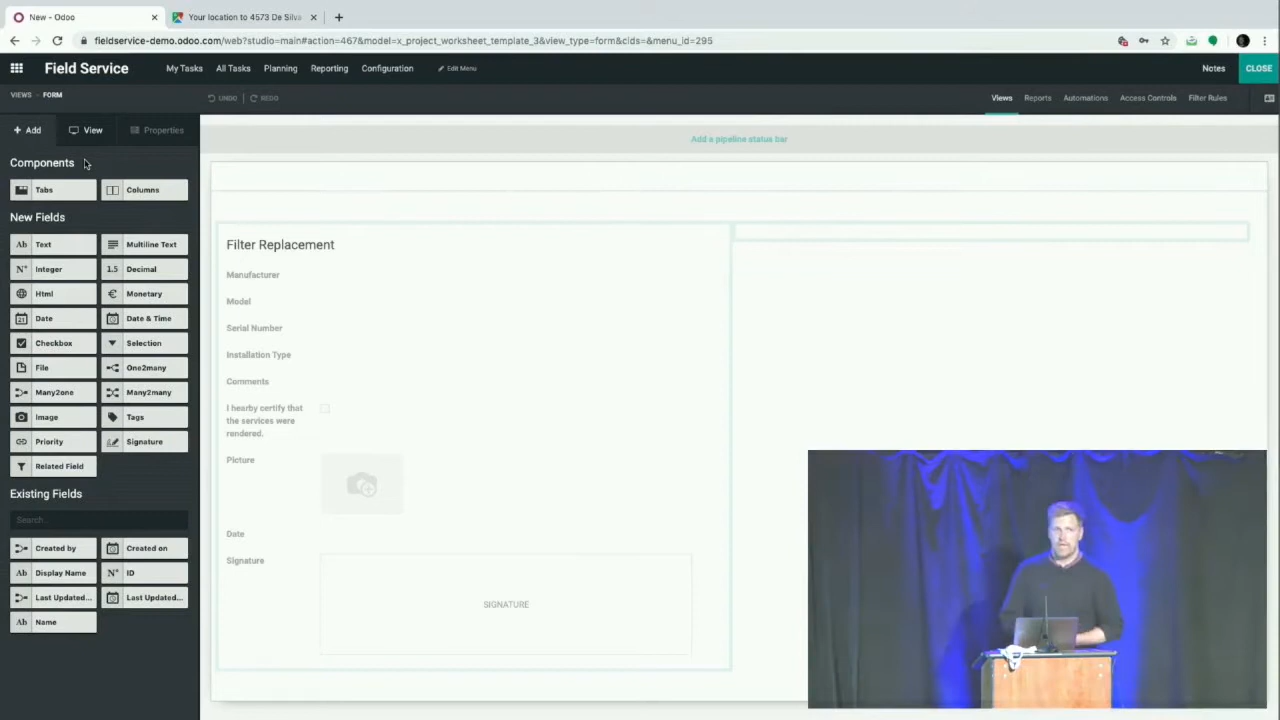 New - Odoo
Your location to 4573 De Silva
fieldservice-demo.odoo.com/web?studio=main#action=467&model=x_project_worksheet_template_3&view_type=form&cids=&menu_id=295
Field Service My Tasks All Tasks Planning Reporting Configuration Edit Menu Notes CLOSE
VIEWS FORM UNDO REDO Views Reports Automations Access Controls Filter Rules
+ Add View Properties
Add a pipeline status bar
Components
Tabs Columns
New Fields
Ab Text Multiline Text
N° Integer 1.5 Decimal
Html € Monetary
Date Date & Time
Checkbox Selection
File One2many
Many2one Many2many
Image Tags
Priority Signature
Related Field
Existing Fields
Search...
Created by Created on
Ab Display Name N° ID
Last Updated... Last Updated...
Ab Name
Filter Replacement
Manufacturer
Model
Serial Number
Installation Type
Comments
I hearby certify that
the services were
rendered.
Picture
Date
Signature
SIGNATURE